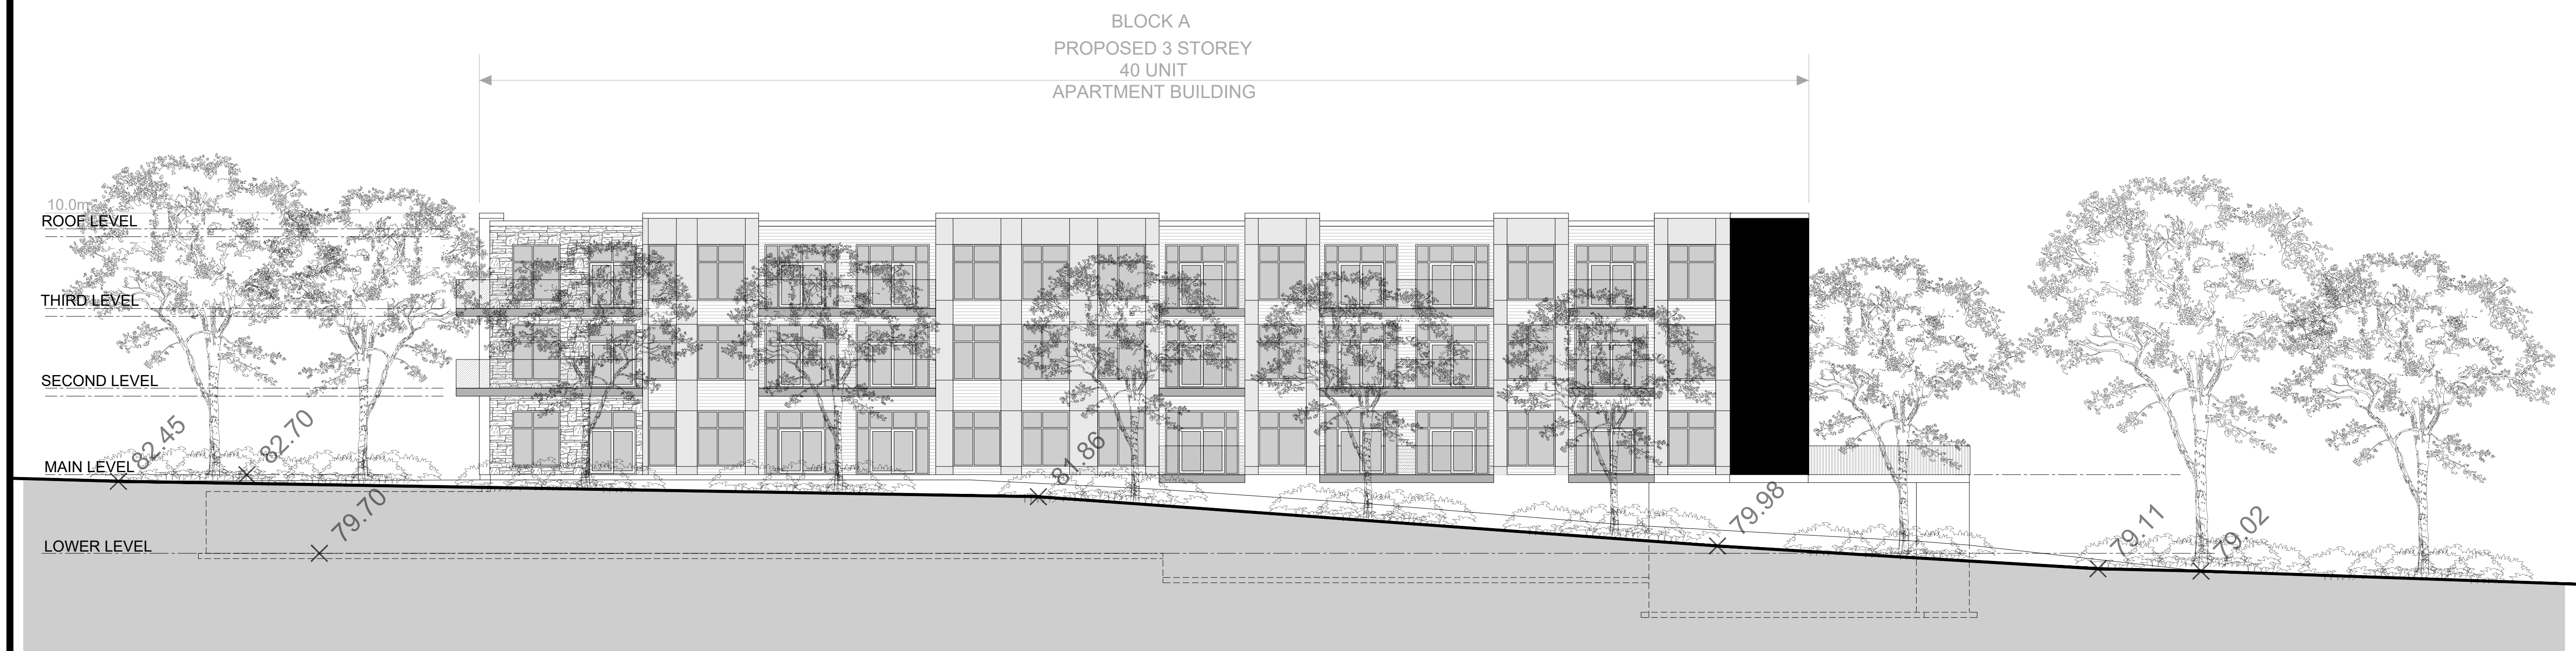 BLOCK A
PROPOSED 3 STOREY
40 UNIT
APARTMENT BUILDING
10.0m
ROOF LEVEL
THIRD LEVEL
SECOND LEVEL
MAIN LEVEL
LOWER LEVEL
82.45
82.70
79.70
81.86
79.98
79.11
79.02